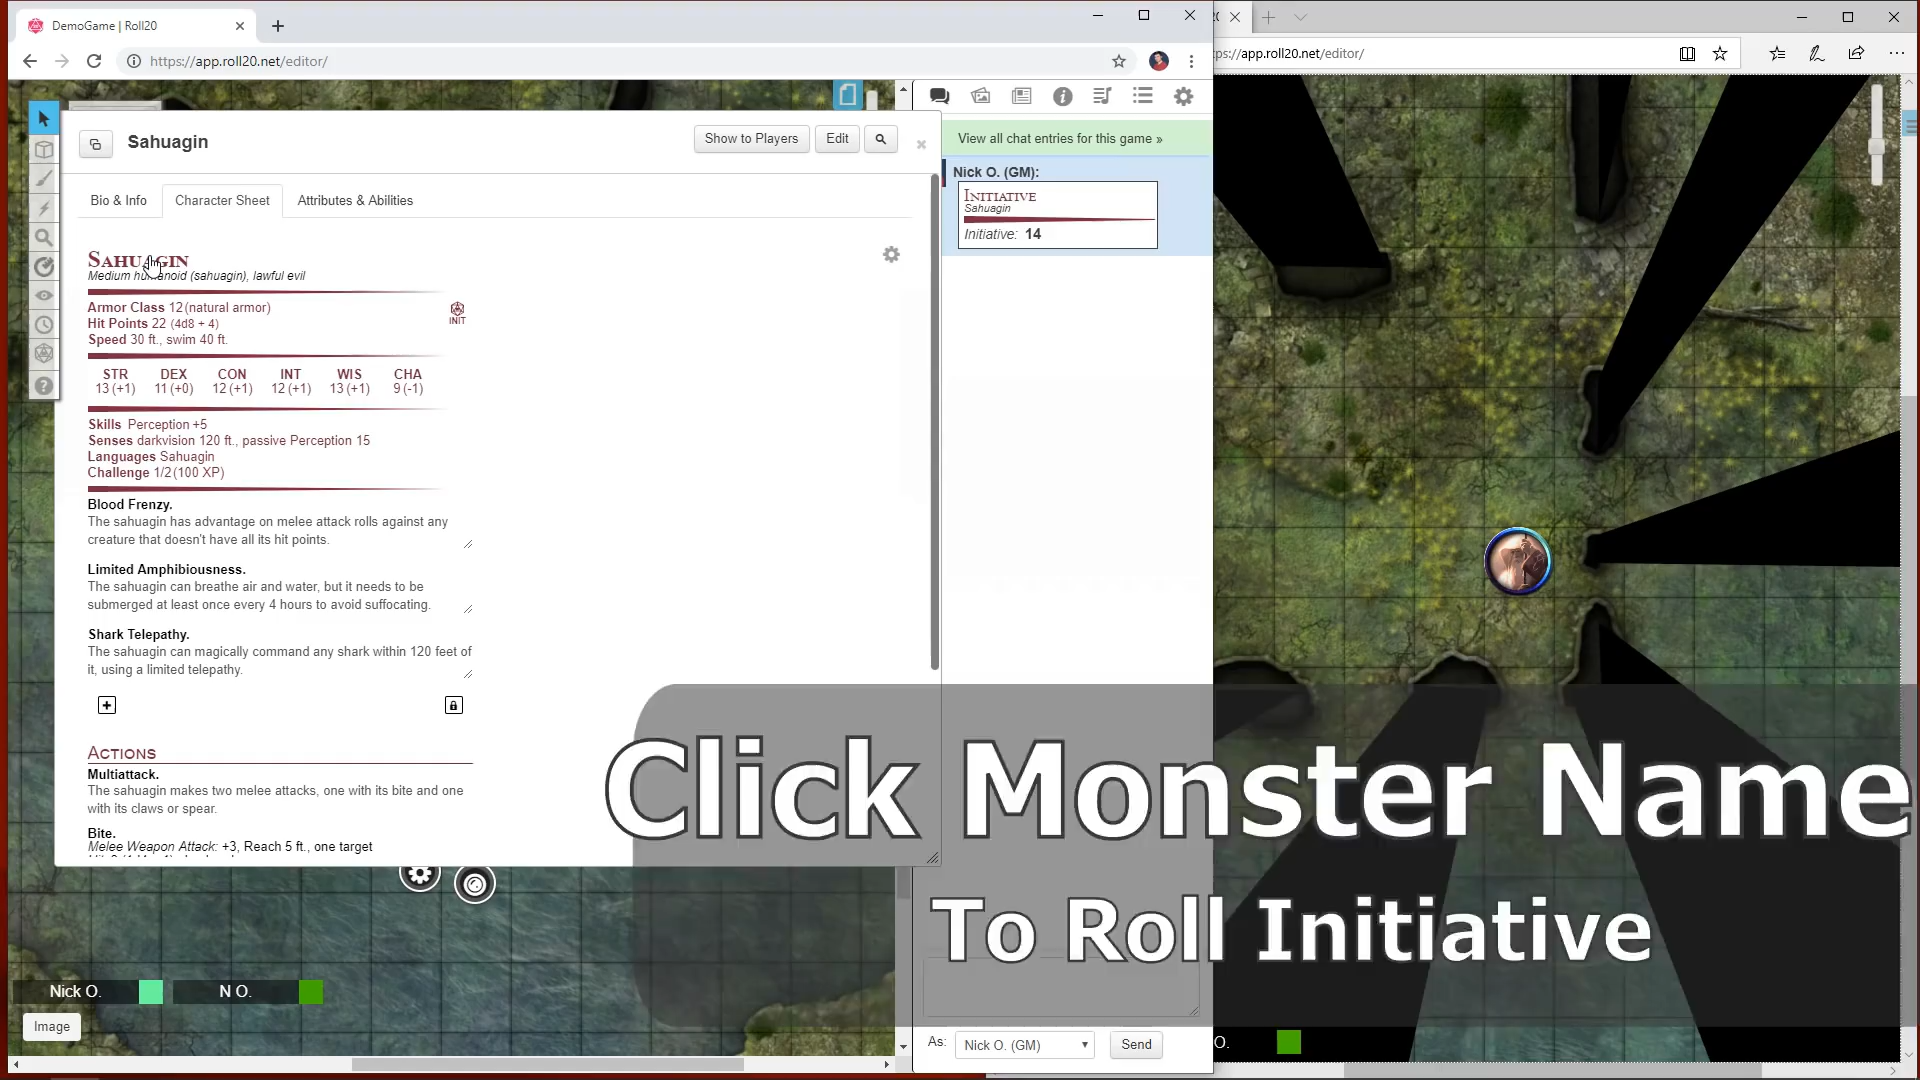 DemoGame | Roll20
https://app.roll20.net/editor/
ps://app.roll20.net/editor/
Sahuagin
Show to Players
Edit
Bio & Info
Character Sheet
Attributes & Abilities
Sahuagin
Medium humanoid (sahuagin), lawful evil
Armor Class 12 (natural armor)
Hit Points 22 (4d8 + 4)
Speed 30 ft., swim 40 ft.
INIT
STR DEX CON INT WIS CHA
13 (+1) 11 (+0) 12 (+1) 12 (+1) 13 (+1) 9 (-1)
Skills Perception +5
Senses darkvision 120 ft., passive Perception 15
Languages Sahuagin
Challenge 1/2 (100 XP)
Blood Frenzy.
The sahuagin has advantage on melee attack rolls against any
creature that doesn't have all its hit points.
Limited Amphibiousness.
The sahuagin can breathe air and water, but it needs to be
submerged at least once every 4 hours to avoid suffocating.
Shark Telepathy.
The sahuagin can magically command any shark within 120 feet of
it, using a limited telepathy.
Actions
Multiattack.
The sahuagin makes two melee attacks, one with its bite and one
with its claws or spear.
Bite.
Melee Weapon Attack: +3, Reach 5 ft., one target
View all chat entries for this game »
Nick O. (GM):
Initiative
Sahuagin
Initiative: 14
Click Monster Name
To Roll Initiative
Nick O.
N O.
Image
As:
Nick O. (GM)
Send
O.